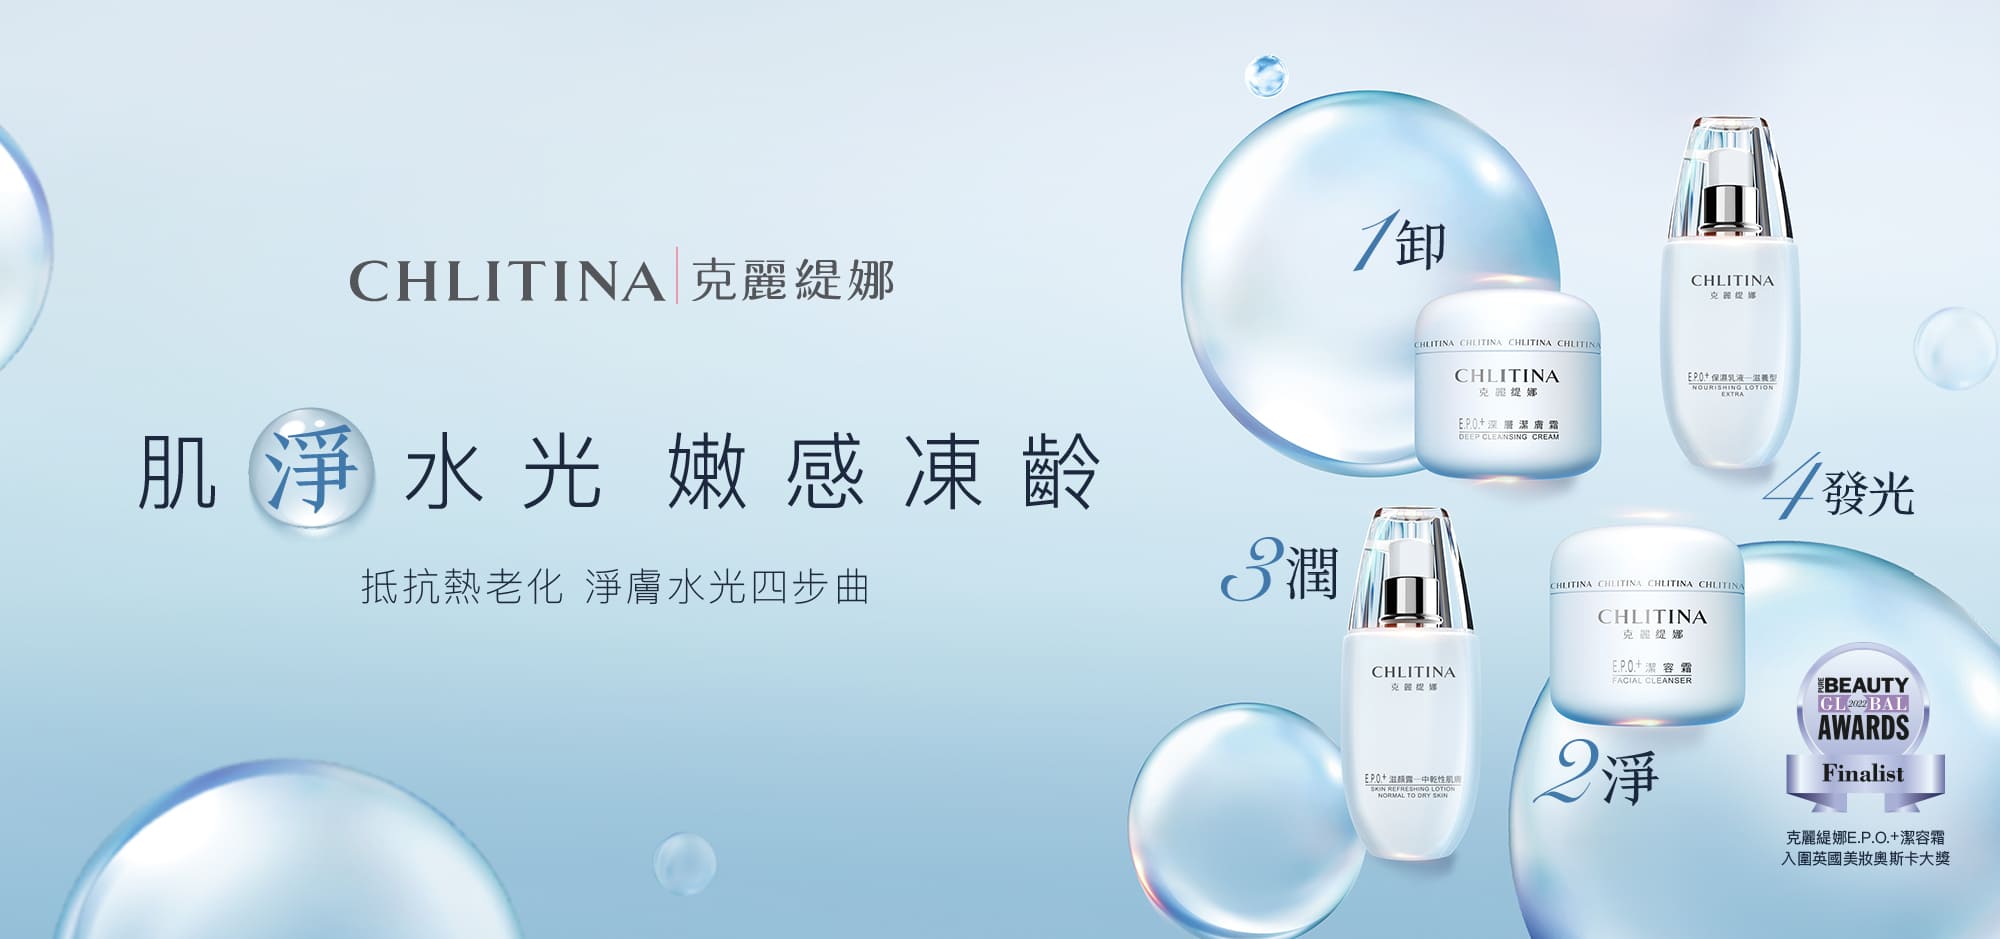 CHLITINA 克麗緹娜
肌淨水光 嫩感凍齡
抵抗熱老化 淨膚水光四步曲
1卸
CHLITINA CHLITINA CHLITINA CHLITINA
CHLITINA
克麗緹娜
E.P.O.+ 深層潔膚霜
DEEP CLEANSING CREAM
CHLITINA
克麗緹娜
E.P.O.+ 保濕乳液—滋養型
NOURISHING LOTION
EXTRA
4發光
3潤
CHLITINA
克麗緹娜
E.P.O.+ 滋顏露—中乾性肌膚
SKIN REFRESHING LOTION
NORMAL TO DRY SKIN
CHLITINA CHLITINA CHLITINA CHLITINA
CHLITINA
克麗緹娜
E.P.O.+ 潔容霜
FACIAL CLEANSER
2淨
PURE BEAUTY
GLOBAL 2022
AWARDS
Finalist
克麗緹娜E.P.O.+潔容霜
入圍英國美妝奧斯卡大獎